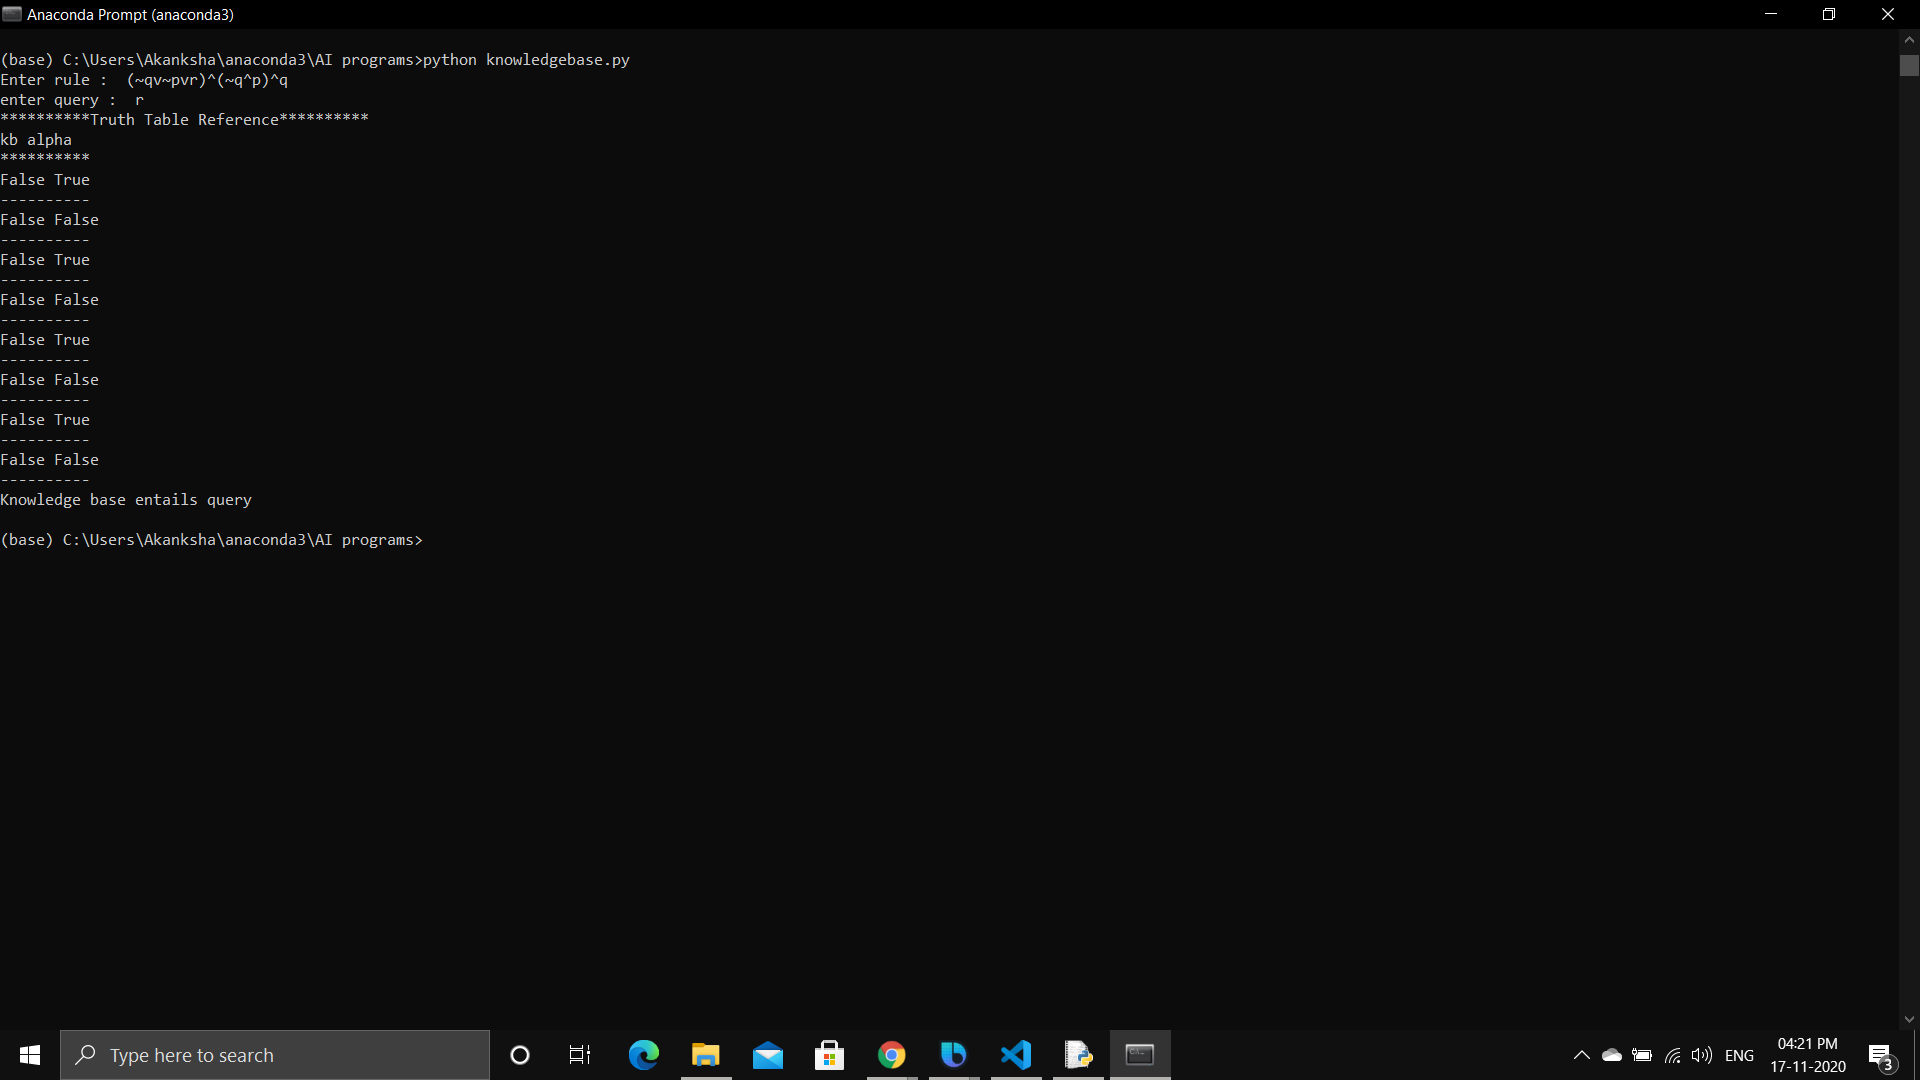 Anaconda Prompt (anaconda3)
(base) C:\Users\Akanksha\anaconda3\AI programs>python knowledgebase.py
Enter rule :  (~qv~pvr)^(~q^p)^q
enter query :  r
**********Truth Table Reference**********
kb alpha
**********
False True
----------
False False
----------
False True
----------
False False
----------
False True
----------
False False
----------
False True
----------
False False
----------
Knowledge base entails query
(base) C:\Users\Akanksha\anaconda3\AI programs>
Type here to search
ENG
04:21 PM
17-11-2020
3